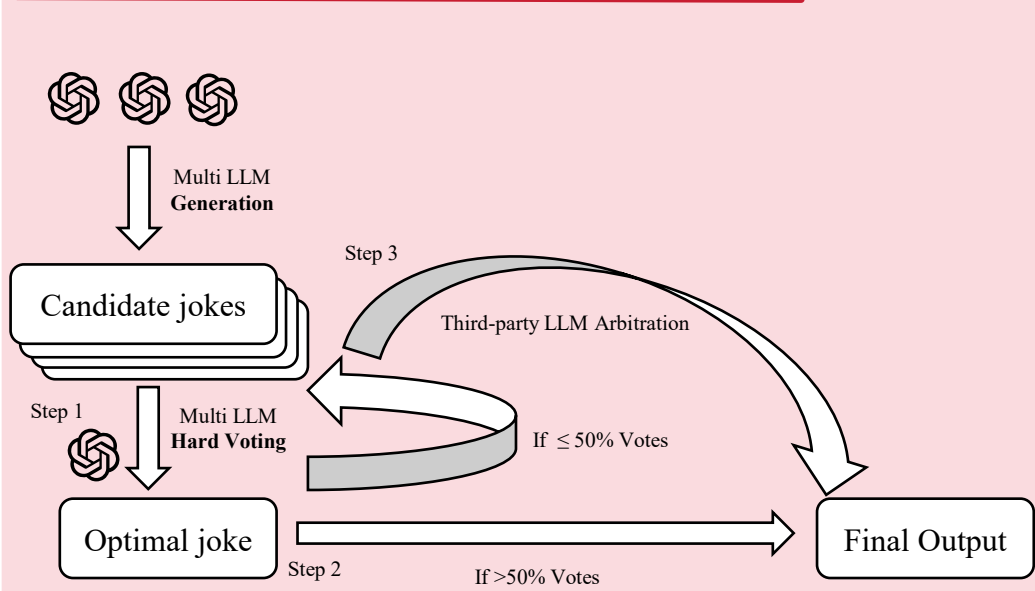 Multi LLM
Generation
Step 3
Candidate jokes
Third-party LLM Arbitration
Step 1
Multi LLM
Hard Voting
If ≤ 50% Votes
Optimal joke
Final Output
Step 2
If >50% Votes